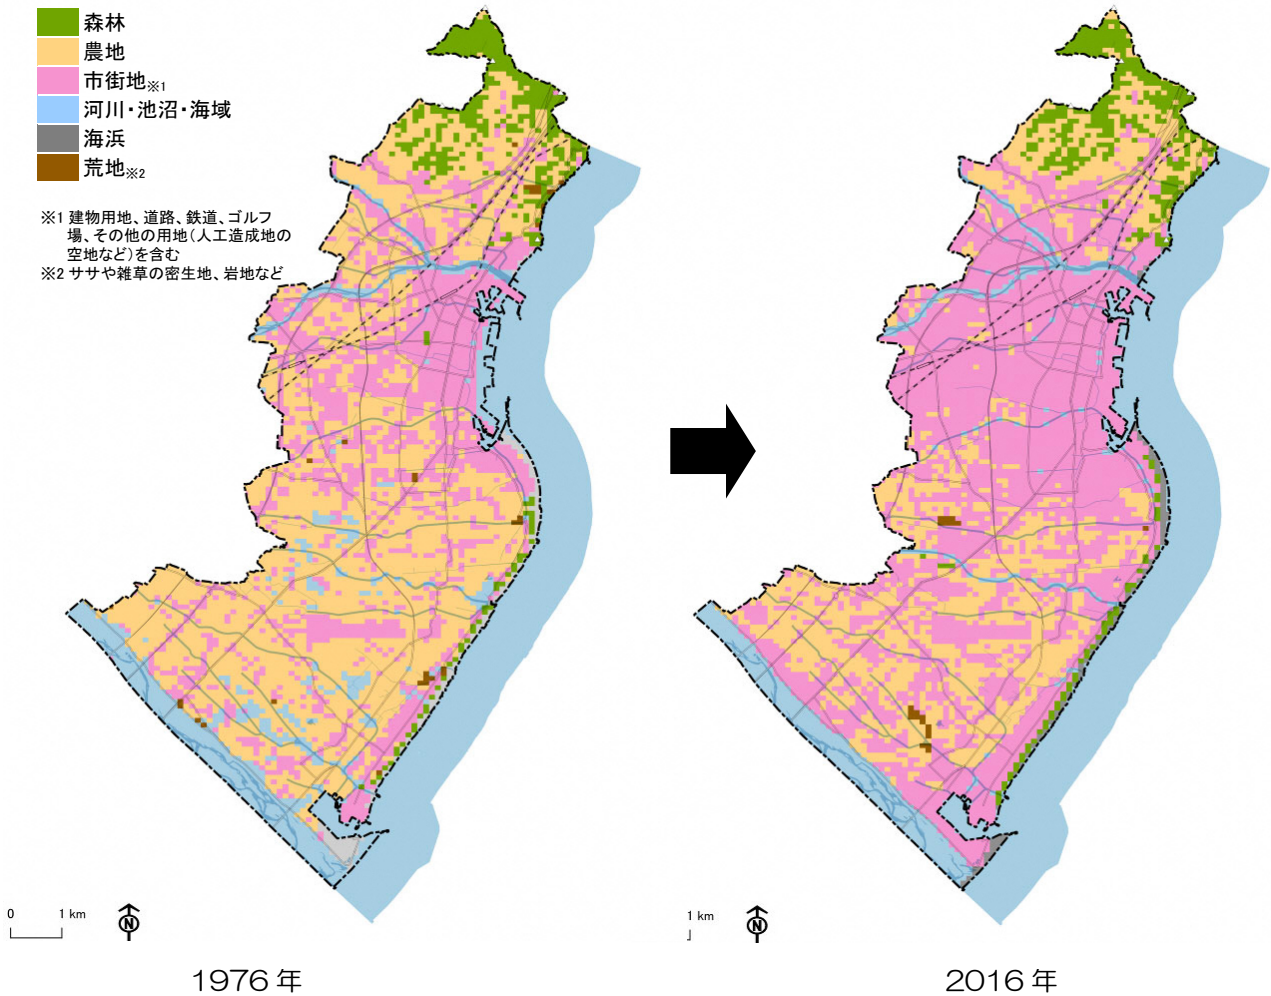 森林
農地
市街地※1
河川・池沼・海域
海浜
荒地※2
※1 建物用地、道路、鉄道、ゴルフ
場、その他の用地（人工造成地の
空地など）を含む
※2 ササや雑草の密生地、岩地など
0 1 km
N
1 km
N
1976 年
2016 年